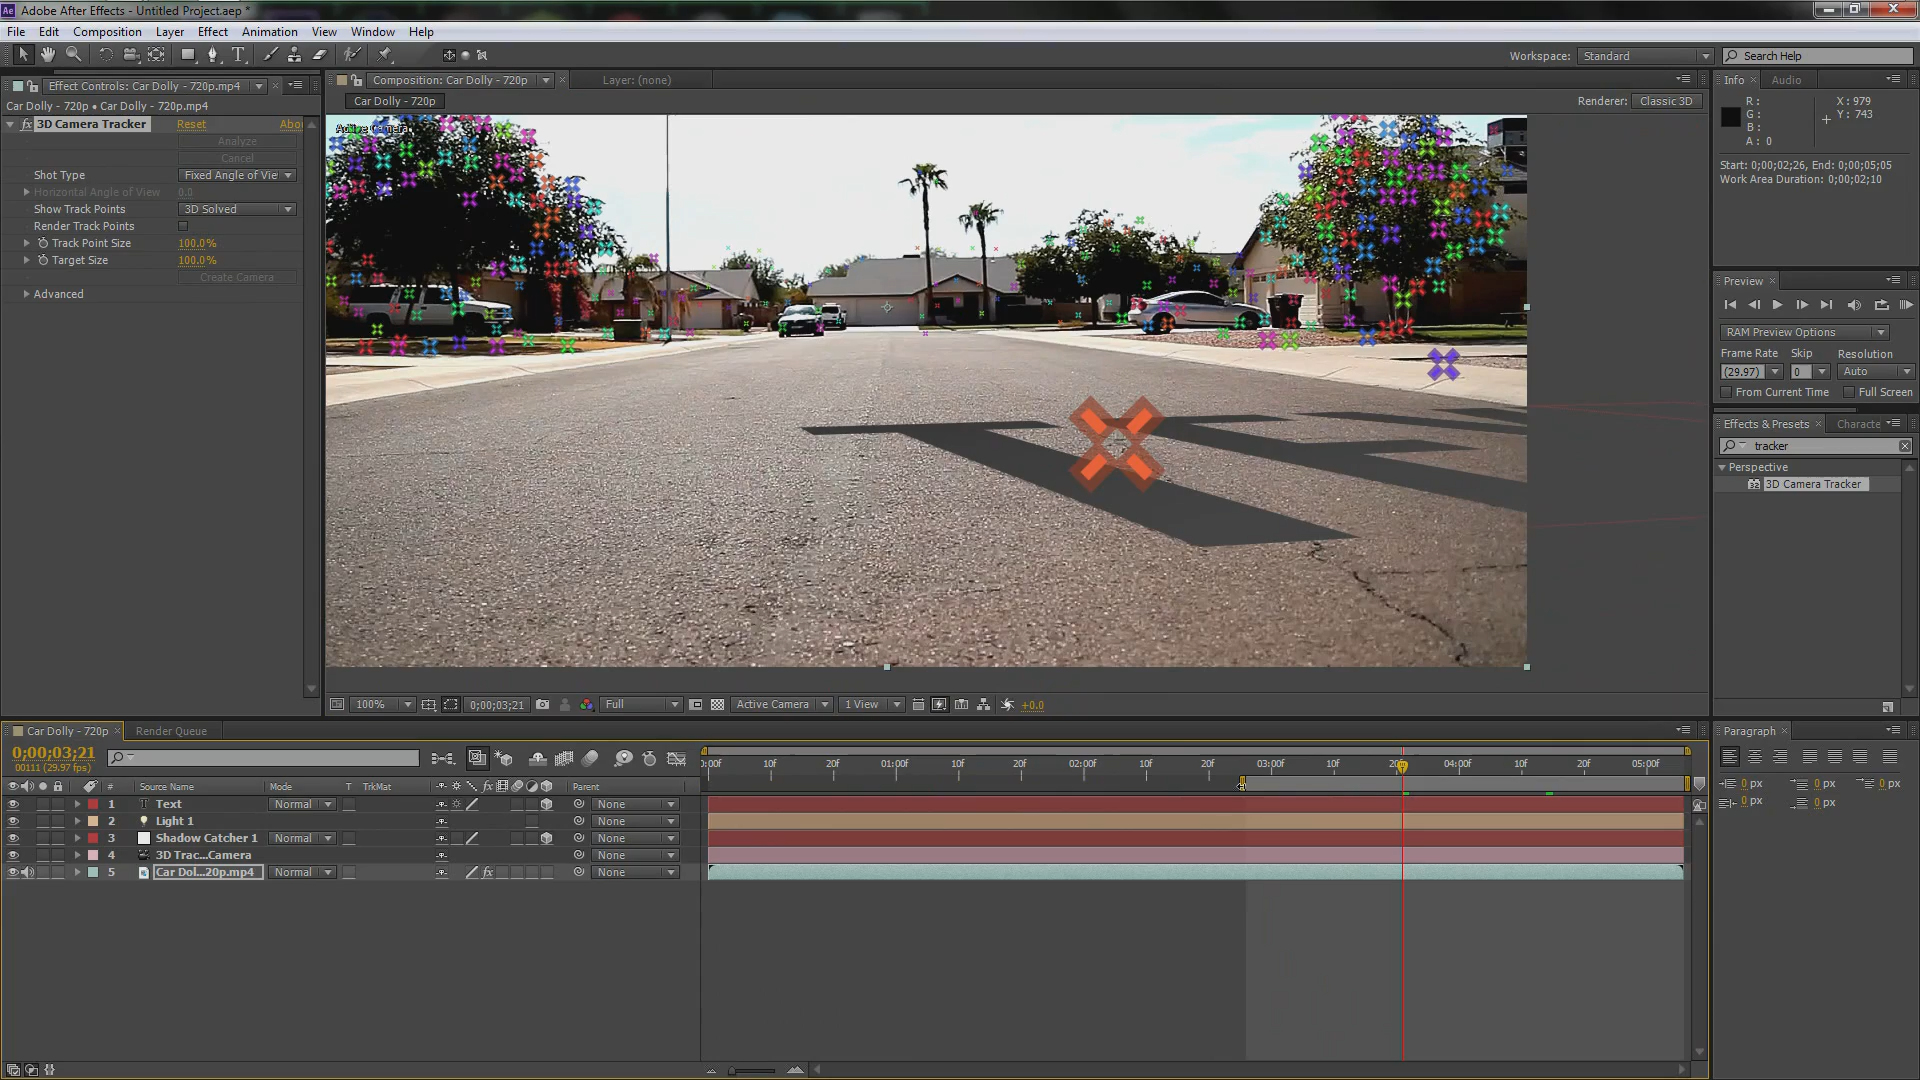 Adobe After Effects - Untitled Project.aep *
File Edit Composition Layer Effect Animation View Window Help
Workspace: Standard Search Help
Effect Controls: Car Dolly - 720p.mp4
Car Dolly - 720p • Car Dolly - 720p.mp4
3D Camera Tracker Reset Abo
Analyze
Cancel
Shot Type Fixed Angle of Vie
Horizontal Angle of View 0.0
Show Track Points 3D Solved
Render Track Points
Track Point Size 100.0%
Target Size 100.0%
Create Camera
Advanced
Composition: Car Dolly - 720p Layer: (none)
Car Dolly - 720p
Renderer: Classic 3D
Active Camera
100% 0;00;03;21 Full Active Camera 1 View +0.0
Info Audio
R: X: 979
G: Y: 743
B:
A: 0
Start: 0;00;02;26, End: 0;00;05;05
Work Area Duration: 0;00;02;10
Preview
RAM Preview Options
Frame Rate Skip Resolution
(29.97) 0 Auto
From Current Time Full Screen
Effects & Presets Characte
tracker
Perspective
3D Camera Tracker
Car Dolly - 720p Render Queue
0;00;03;21
00111 (29.97 fps)
:00f 10f 20f 01:00f 10f 20f 02:00f 10f 20f 03:00f 10f 20f 04:00f 10f 20f 05:00f
# Source Name Mode T TrkMat Parent
1 Text Normal None
2 Light 1 None
3 Shadow Catcher 1 Normal None
4 3D Trac...Camera None
5 Car Dol...20p.mp4 Normal None
Paragraph
0 px 0 px 0 px
0 px 0 px